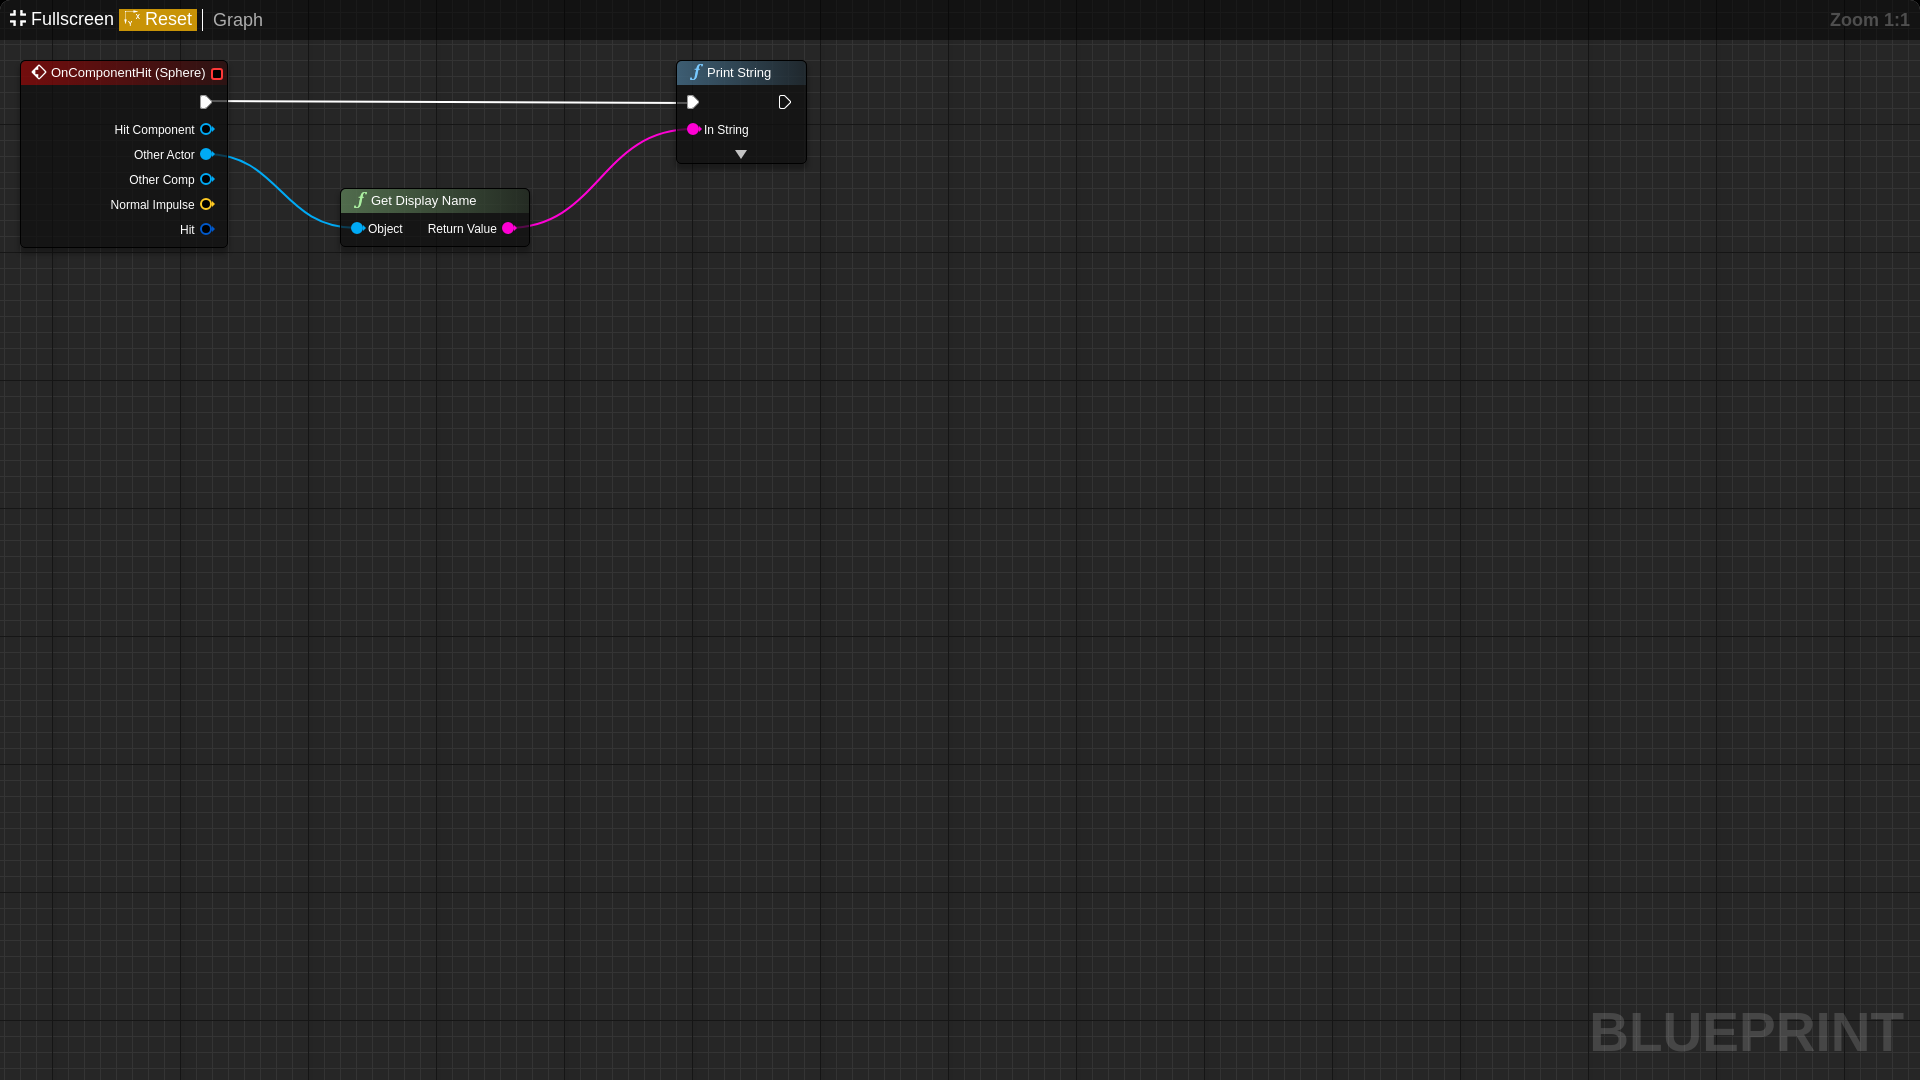 Fullscreen Reset Graph Zoom 1:1
OnComponentHit (Sphere)
Hit Component
Other Actor
Other Comp
Normal Impulse
Hit
Get Display Name
Object Return Value
Print String
In String
BLUEPRINT